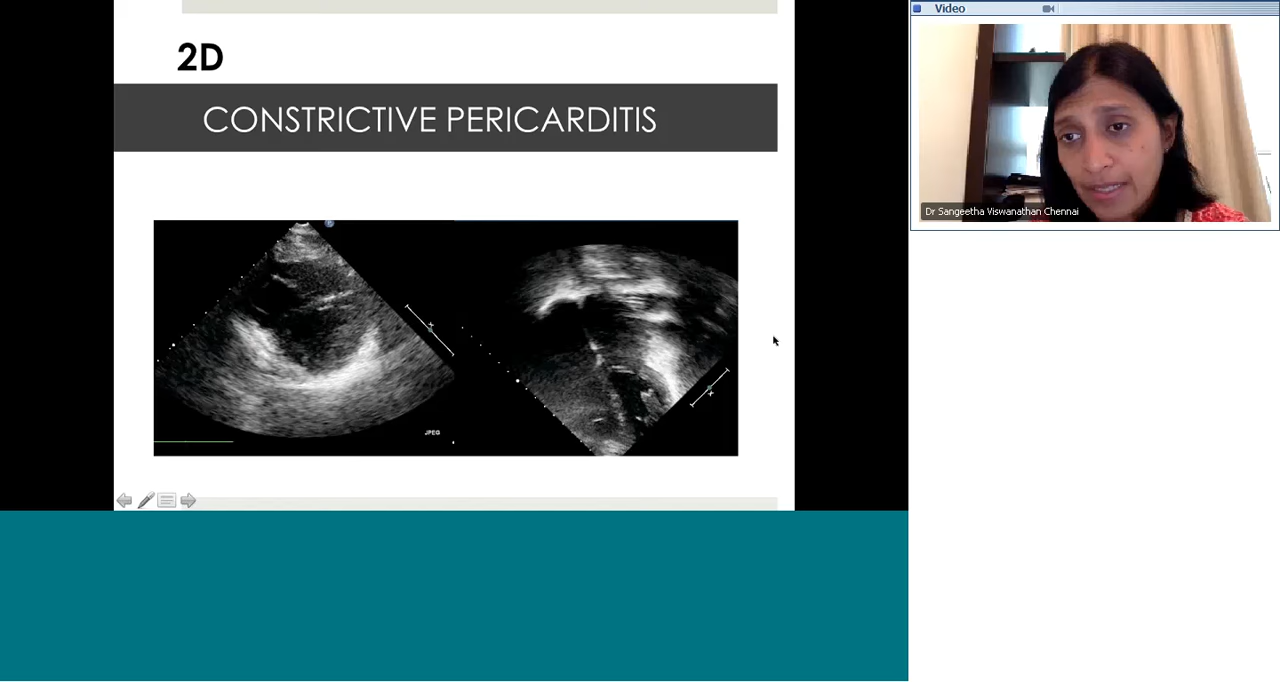 Video
2D
CONSTRICTIVE PERICARDITIS
Dr Sangeetha Viswanathan Chennai
JPEG